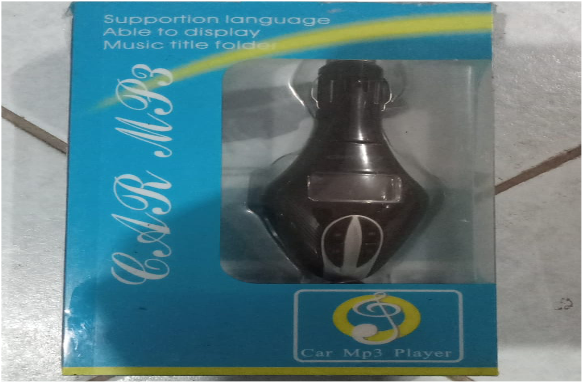 Supportion language
Able to display
Music title folder
CAR MP3
Car Mp3 Player